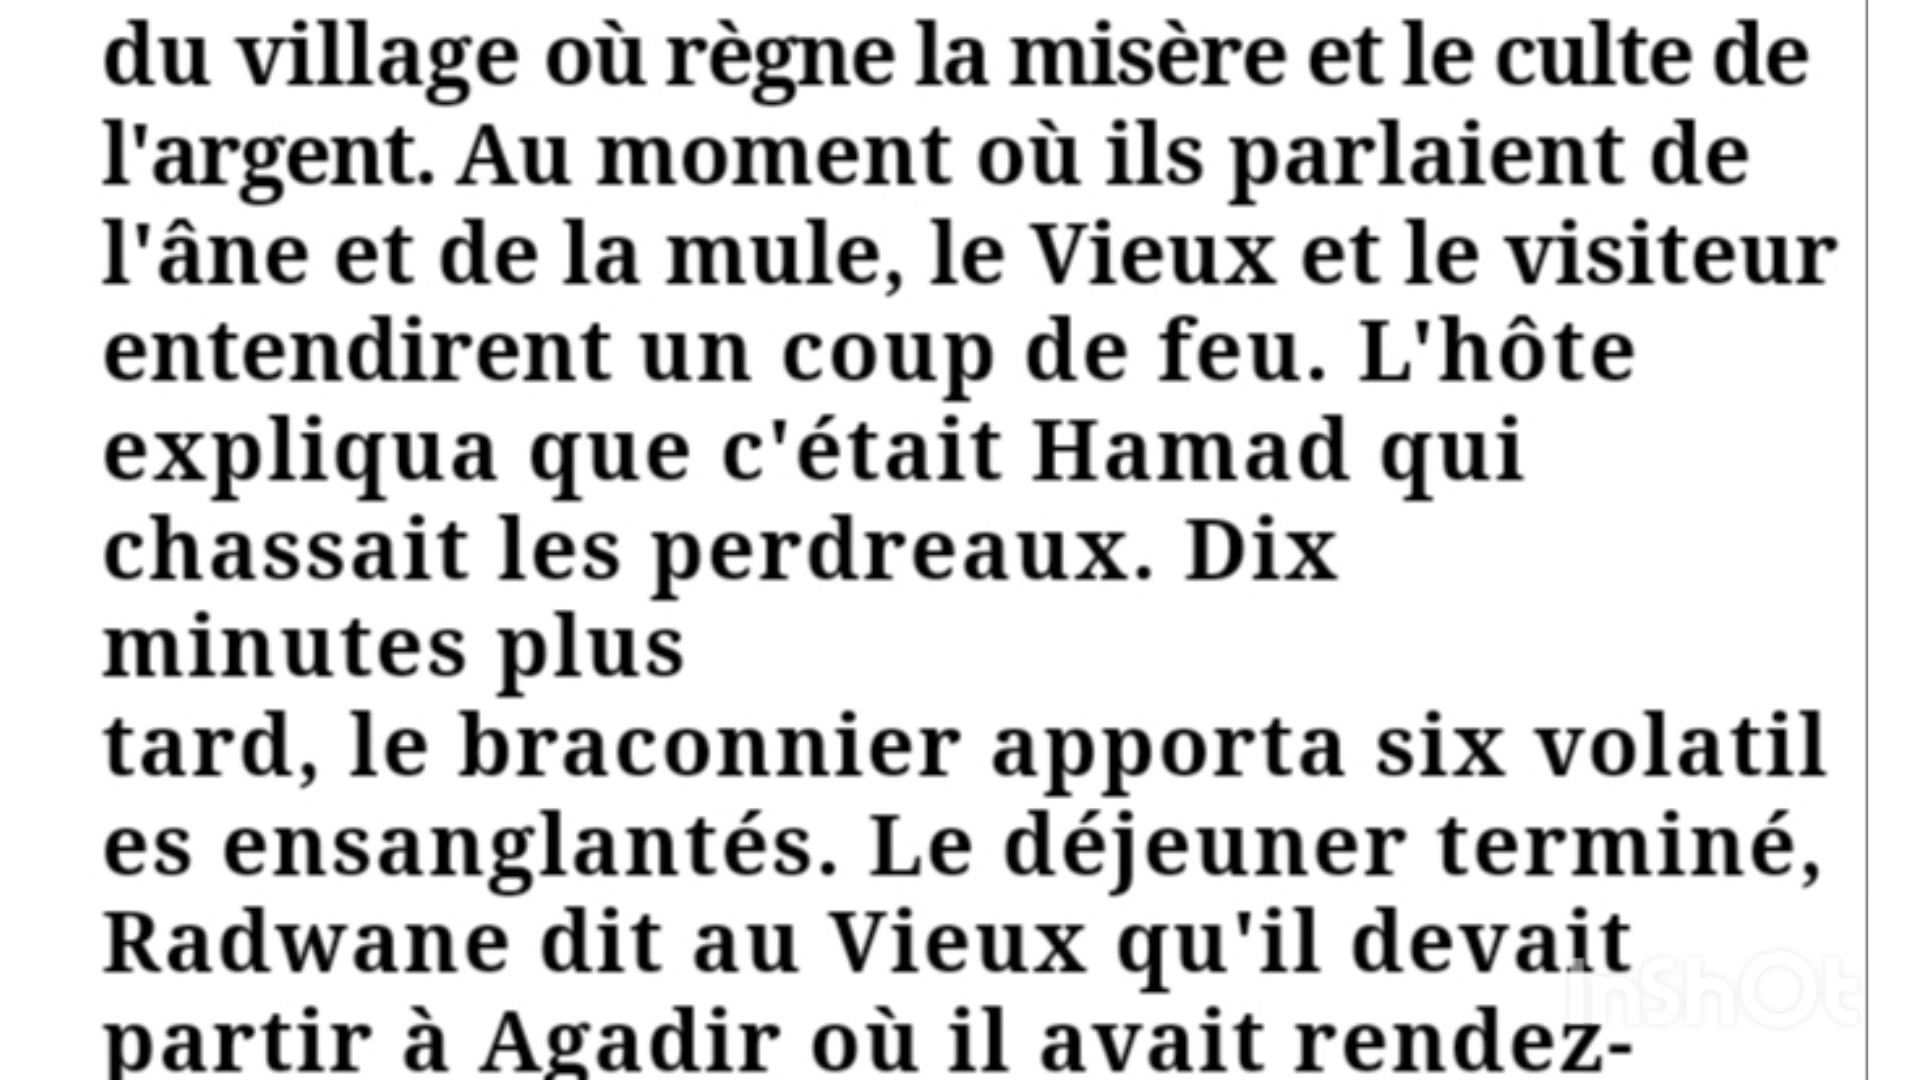 du village où règne la misère et le culte de
l'argent. Au moment où ils parlaient de
l'âne et de la mule, le Vieux et le visiteur
entendirent un coup de feu. L'hôte
expliqua que c'était Hamad qui
chassait les perdreaux. Dix
minutes plus
tard, le braconnier apporta six volatil
es ensanglantés. Le déjeuner terminé,
Radwane dit au Vieux qu'il devait
partir à Agadir où il avait rendez-
InShOt